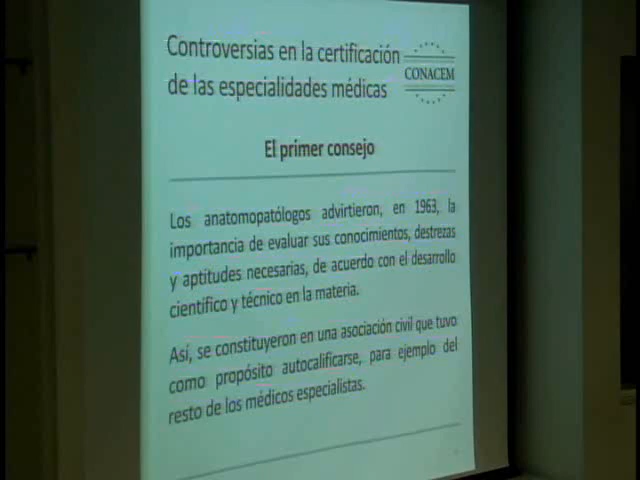 Controversias en la certificación
de las especialidades médicas
CONACEM
El primer consejo
Los anatomopatólogos advirtieron, en 1963, la
importancia de evaluar sus conocimientos, destrezas
y aptitudes necesarias, de acuerdo con el desarrollo
científico y técnico en la materia.
Así, se constituyeron en una asociación civil que tuvo
como propósito autocalificarse, para ejemplo del
resto de los médicos especialistas.